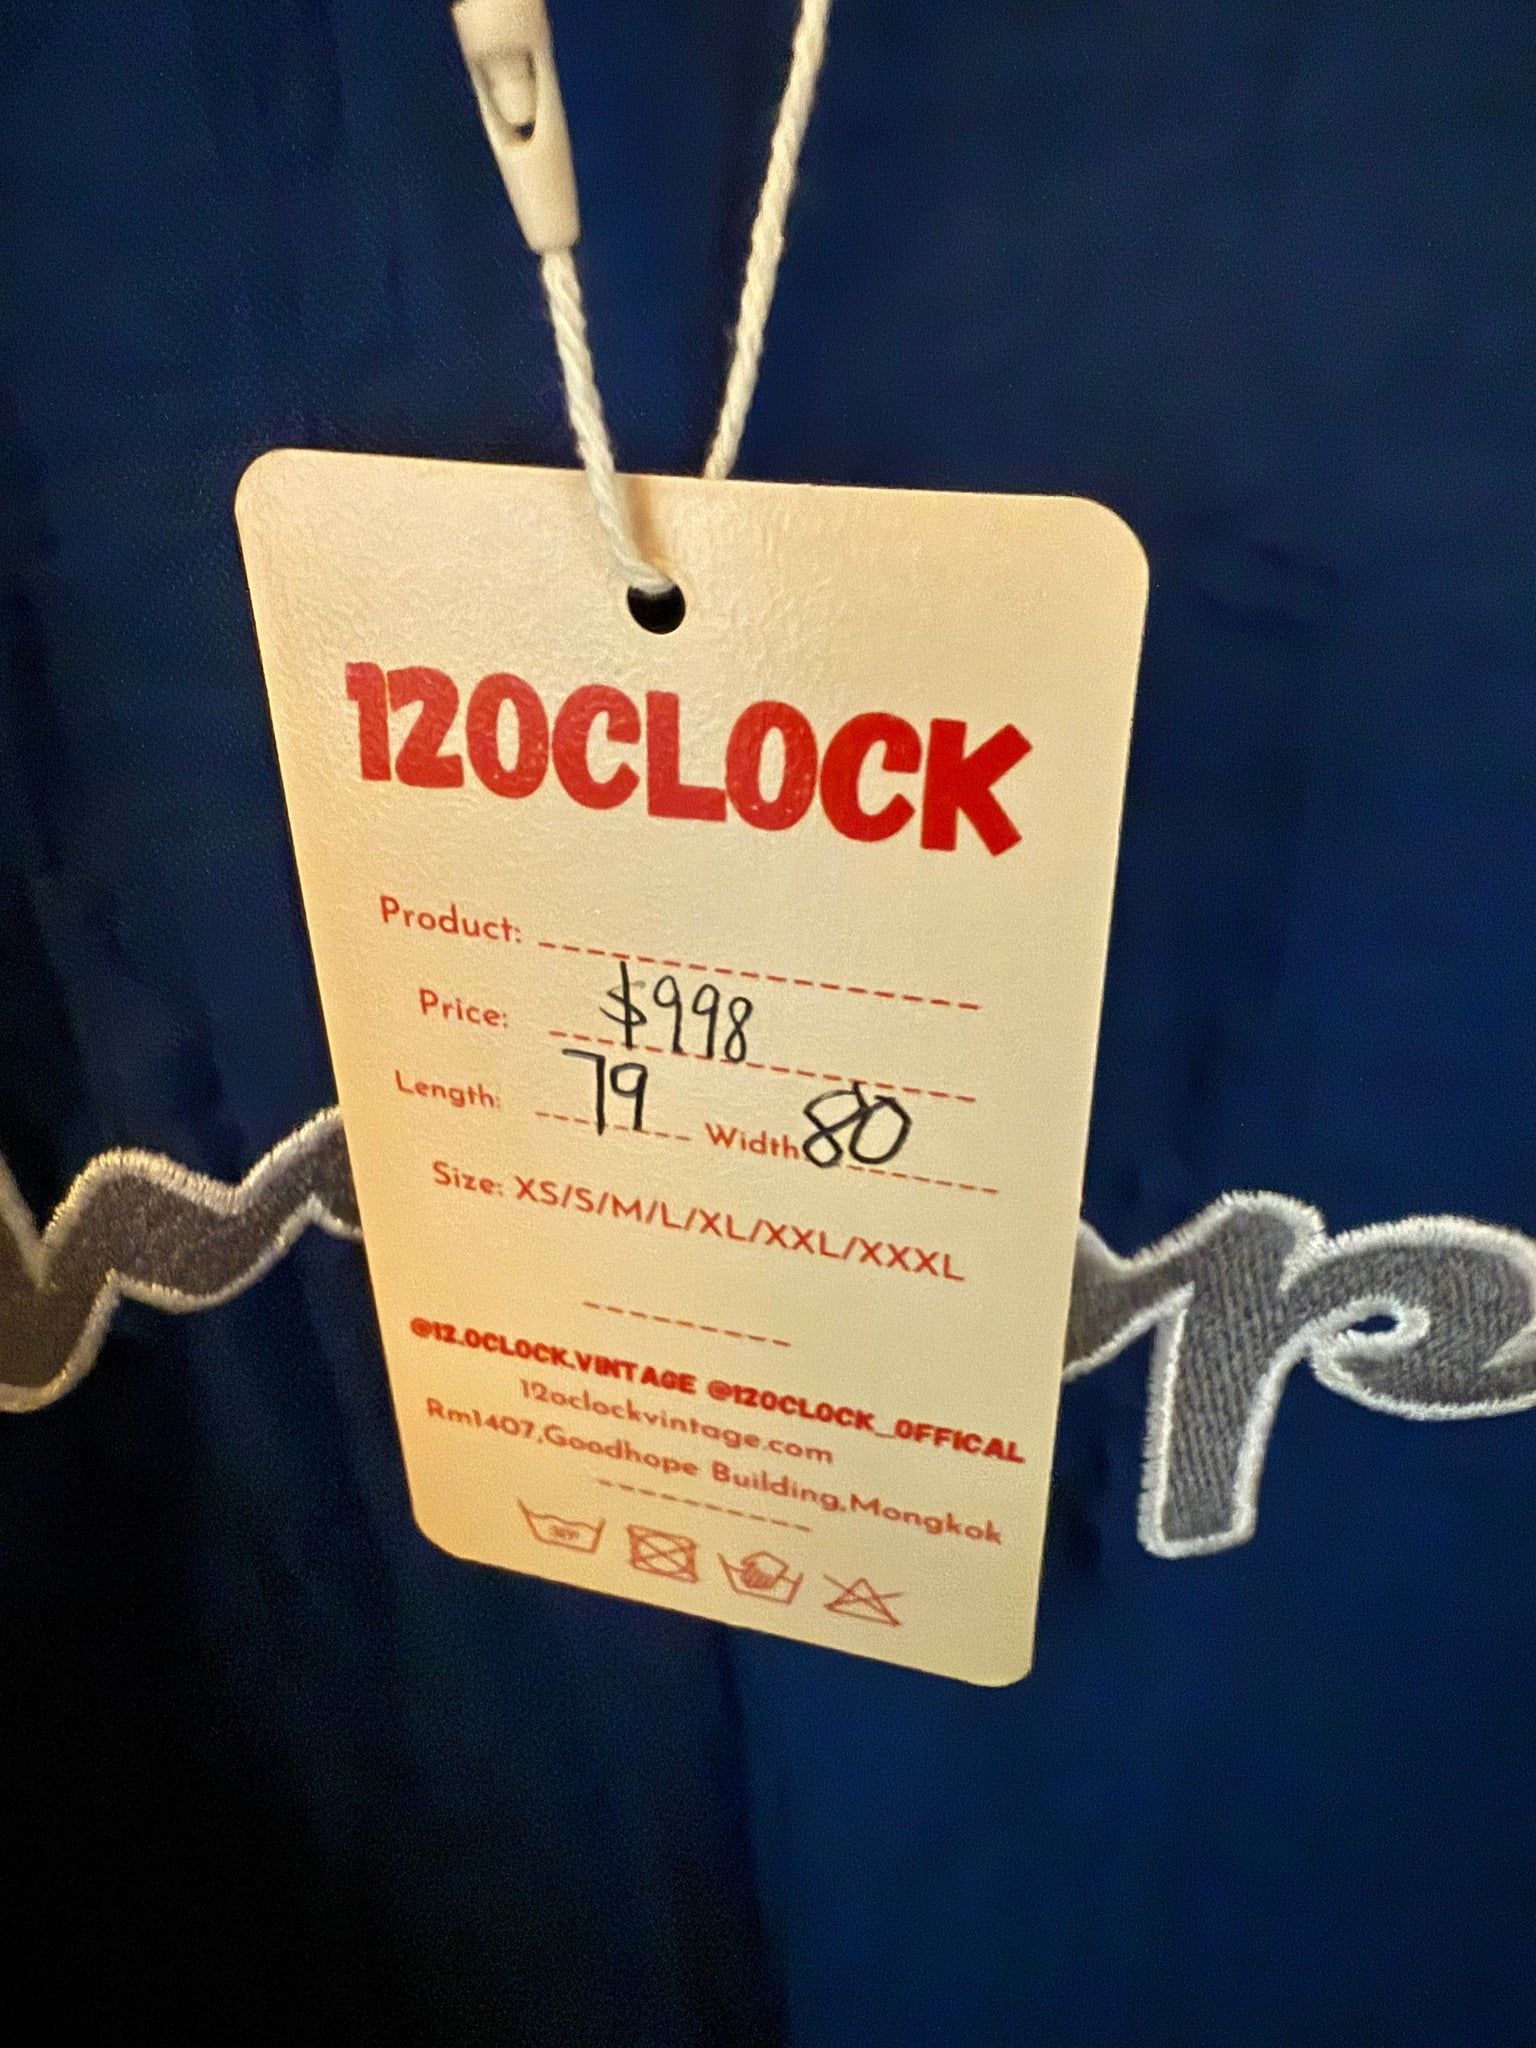 12OCLOCK
Product:
Price: $998
Length: 79 Width 80
Size: XS/S/M/L/XL/XXL/XXXL
@12.OCLOCK.VINTAGE @12OCLOCK_OFFICAL
12oclockvintage.com
Rm1407,Goodhope Building,Mongkok